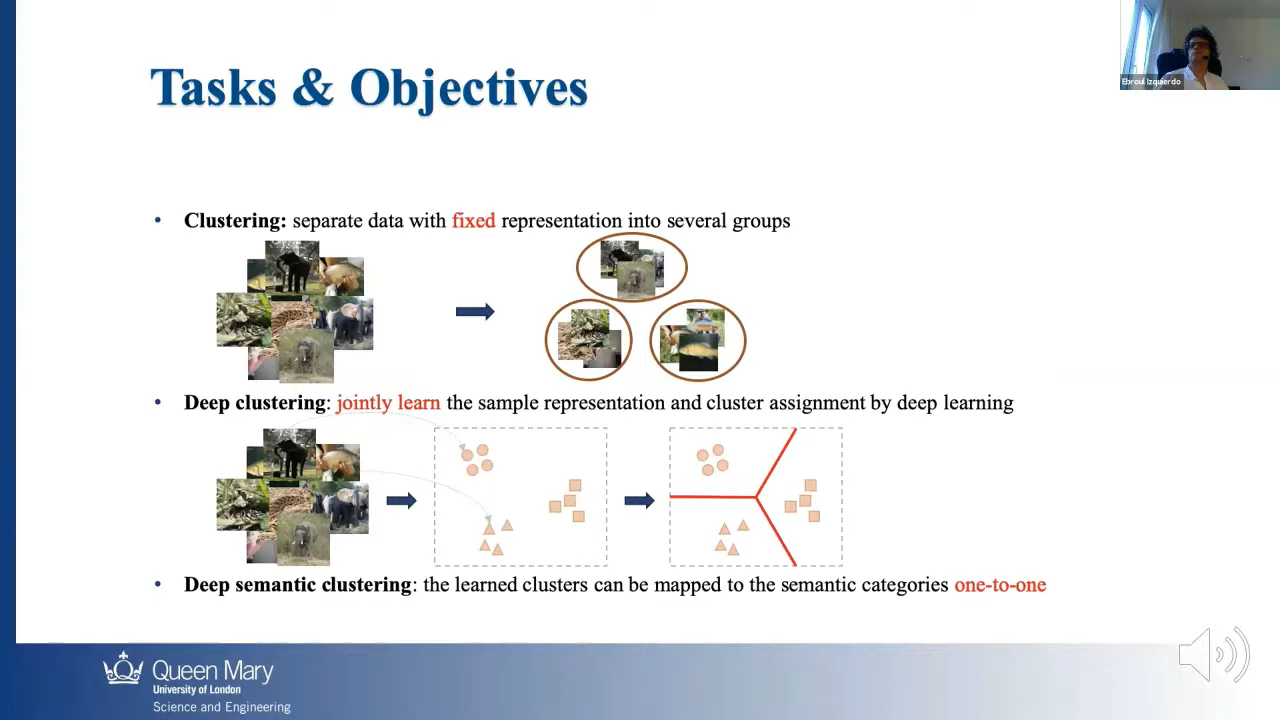 Tasks & Objectives
Ebroul Izquierdo
• Clustering: separate data with fixed representation into several groups
• Deep clustering: jointly learn the sample representation and cluster assignment by deep learning
• Deep semantic clustering: the learned clusters can be mapped to the semantic categories one-to-one
Queen Mary
University of London
Science and Engineering